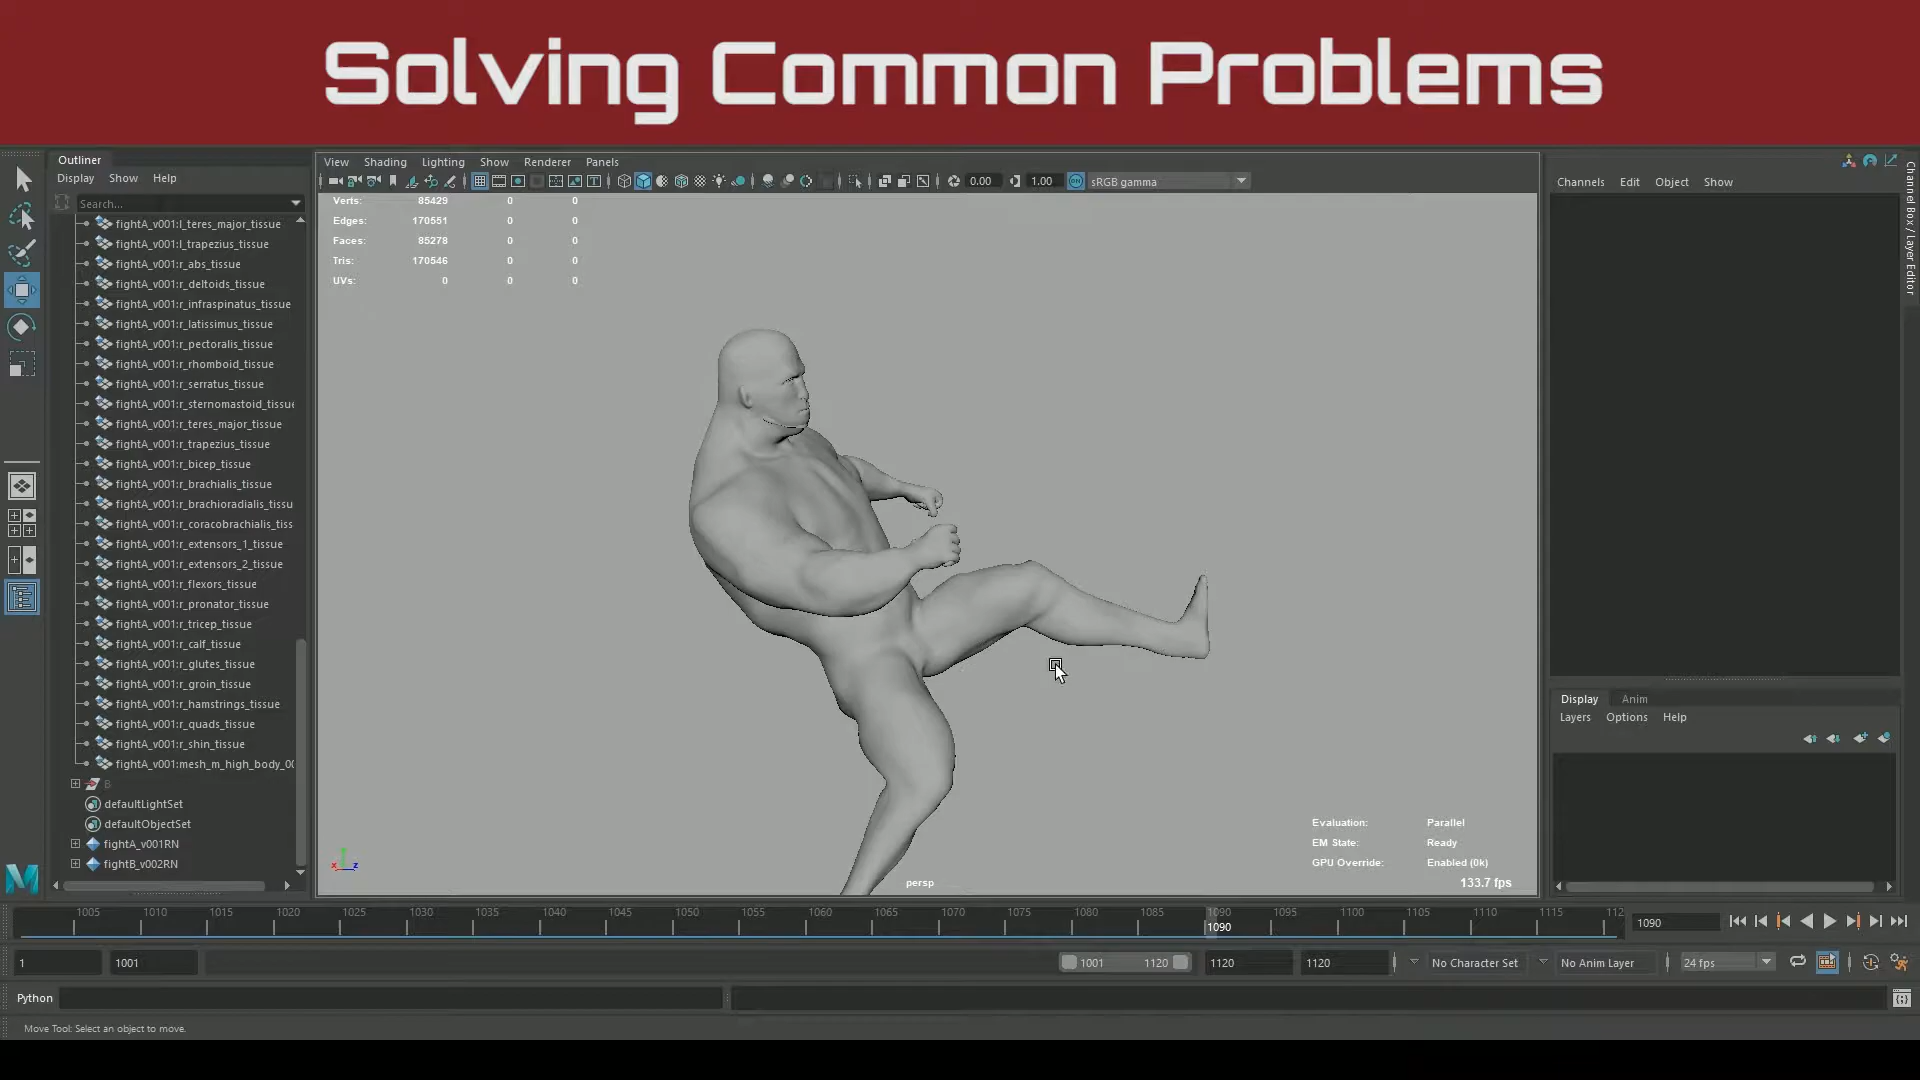 Solving Common Problems
Outliner
Display Show Help
Search...
fightA_v001:l_teres_major_tissue
fightA_v001:l_trapezius_tissue
fightA_v001:r_abs_tissue
fightA_v001:r_deltoids_tissue
fightA_v001:r_infraspinatus_tissue
fightA_v001:r_latissimus_tissue
fightA_v001:r_pectoralis_tissue
fightA_v001:r_rhomboid_tissue
fightA_v001:r_serratus_tissue
fightA_v001:r_sternomastoid_tissue
fightA_v001:r_teres_major_tissue
fightA_v001:r_trapezius_tissue
fightA_v001:r_bicep_tissue
fightA_v001:r_brachialis_tissue
fightA_v001:r_brachioradialis_tissu
fightA_v001:r_coracobrachialis_tiss
fightA_v001:r_extensors_1_tissue
fightA_v001:r_extensors_2_tissue
fightA_v001:r_flexors_tissue
fightA_v001:r_pronator_tissue
fightA_v001:r_tricep_tissue
fightA_v001:r_calf_tissue
fightA_v001:r_glutes_tissue
fightA_v001:r_groin_tissue
fightA_v001:r_hamstrings_tissue
fightA_v001:r_quads_tissue
fightA_v001:r_shin_tissue
fightA_v001:mesh_m_high_body_00
B
defaultLightSet
defaultObjectSet
fightA_v001RN
fightB_v002RN
View Shading Lighting Show Renderer Panels
0.00 1.00 ON sRGB gamma
Verts: 85429 0 0
Edges: 170551 0 0
Faces: 85278 0 0
Tris: 170546 0 0
UVs: 0 0 0
x y z
persp
Evaluation: Parallel
EM State: Ready
GPU Override: Enabled (0k)
133.7 fps
Channels Edit Object Show
Channel Box / Layer Editor
Display Anim
Layers Options Help
1005 1010 1015 1020 1025 1030 1035 1040 1045 1050 1055 1060 1065 1070 1075 1080 1085 1090 1095 1100 1105 1110 1115 112
1090
1090
1 1001 1001 1120 1120 1120 No Character Set No Anim Layer 24 fps
Python
Move Tool: Select an object to move.